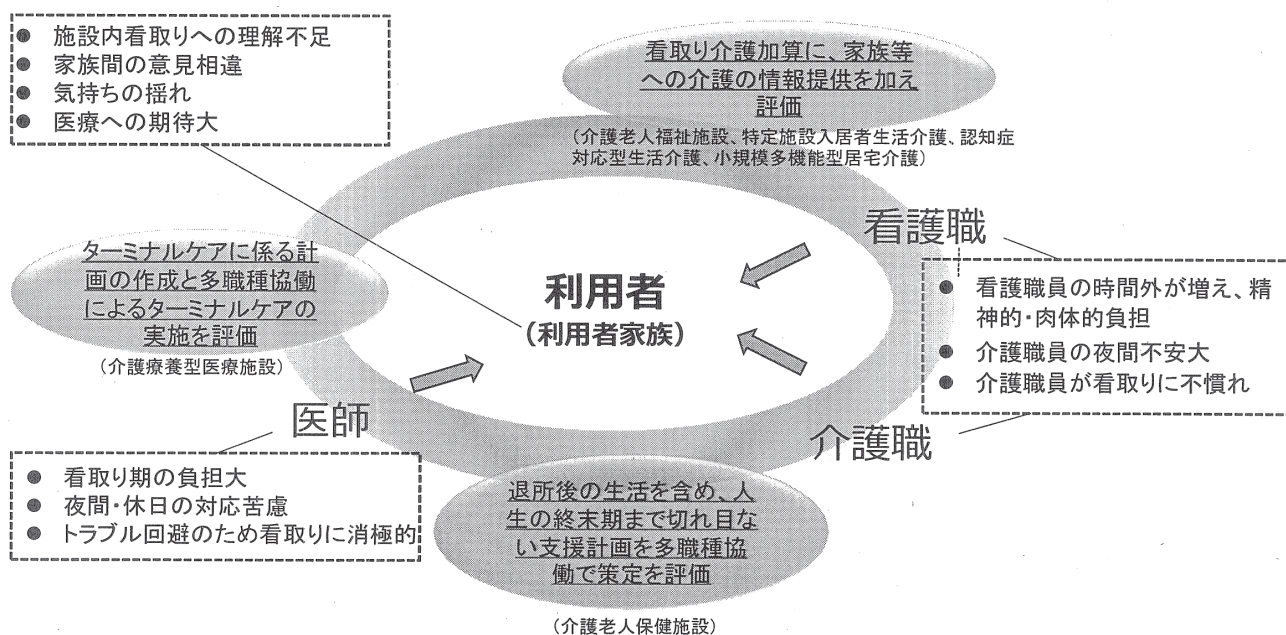 ● 施設内看取りへの理解不足
● 家族間の意見相違
● 気持ちの揺れ
● 医療への期待大
看取り介護加算に、家族等
への介護の情報提供を加え
評価
（介護老人福祉施設、特定施設入居者生活介護、認知症
対応型生活介護、小規模多機能型居宅介護）
看護職
ターミナルケアに係る計
画の作成と多職種協働
によるターミナルケアの
実施を評価
（介護療養型医療施設）
利用者
（利用者家族）
● 看護職員の時間外が増え、精
神的・肉体的負担
● 介護職員の夜間不安大
● 介護職員が看取りに不慣れ
医師
介護職
● 看取り期の負担大
● 夜間・休日の対応苦慮
● トラブル回避のため看取りに消極的
退所後の生活を含め、人
生の終末期まで切れ目な
い支援計画を多職種協
働で策定を評価
（介護老人保健施設）